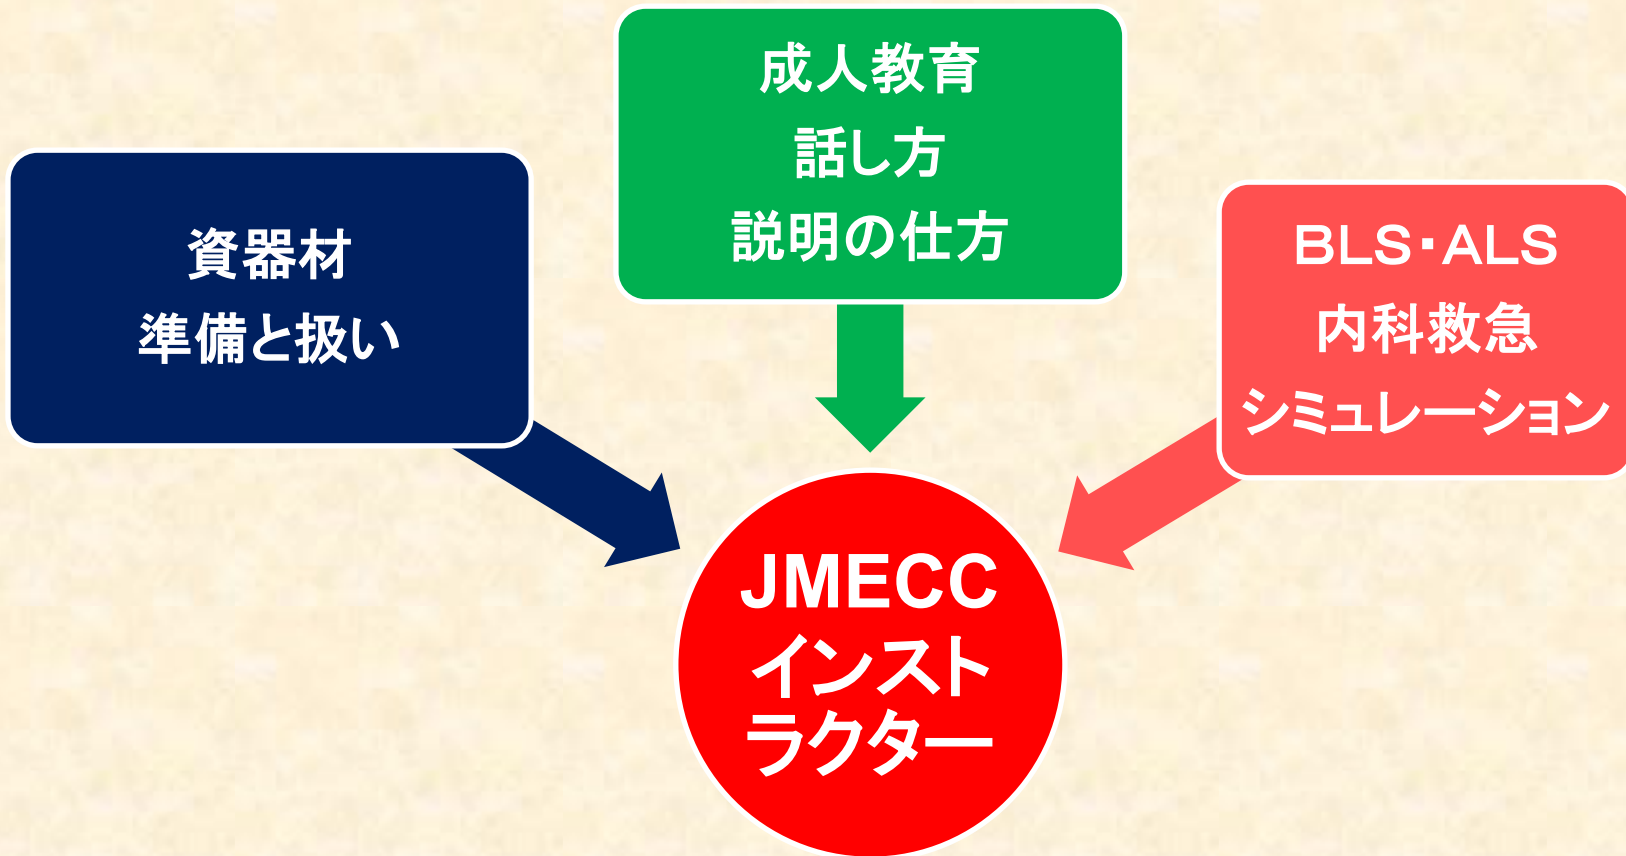 成人教育
話し方
説明の仕方
資器材
準備と扱い
BLS・ALS
内科救急
シミュレーション
JMECC
インスト
ラクター